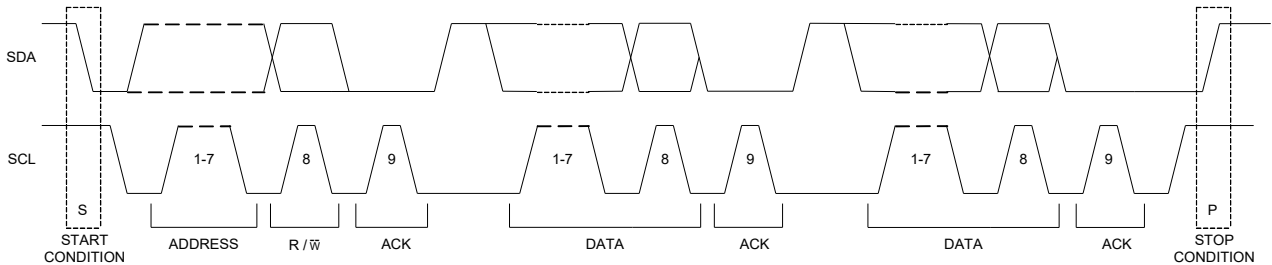 SDA
SCL
1-7
8
9
1-7
8
9
1-7
8
9
S
P
START
CONDITION
ADDRESS
R / W̅
ACK
DATA
ACK
DATA
ACK
STOP
CONDITION